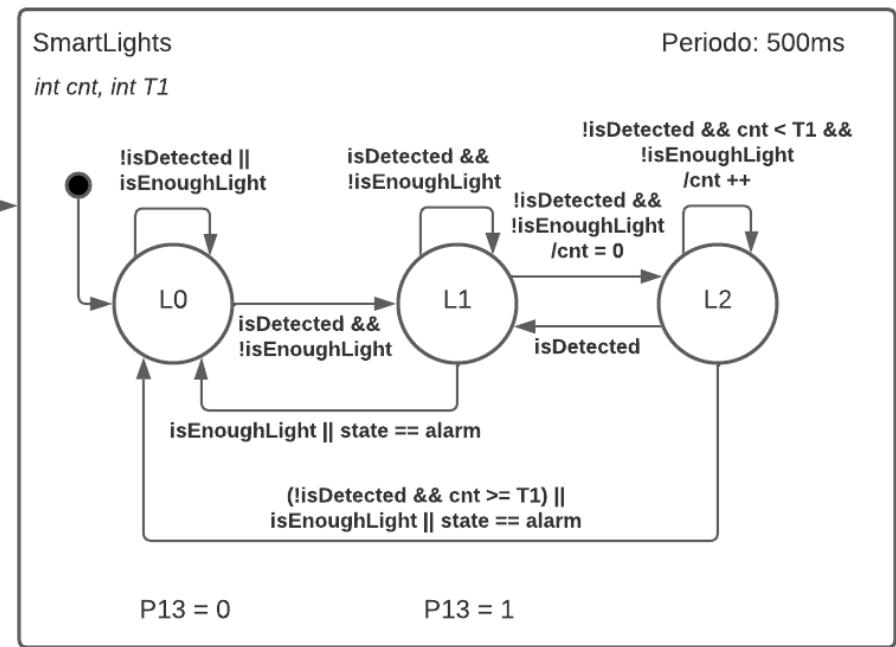 SmartLights
Periodo: 500ms
int cnt, int T1
!isDetected ||
isEnoughLight
isDetected &&
!isEnoughLight
!isDetected && cnt < T1 &&
!isEnoughLight
/cnt ++
!isDetected &&
!isEnoughLight
/cnt = 0
L0
L1
L2
isDetected &&
!isEnoughLight
isDetected
isEnoughLight || state == alarm
(!isDetected && cnt >= T1) ||
isEnoughLight || state == alarm
P13 = 0
P13 = 1